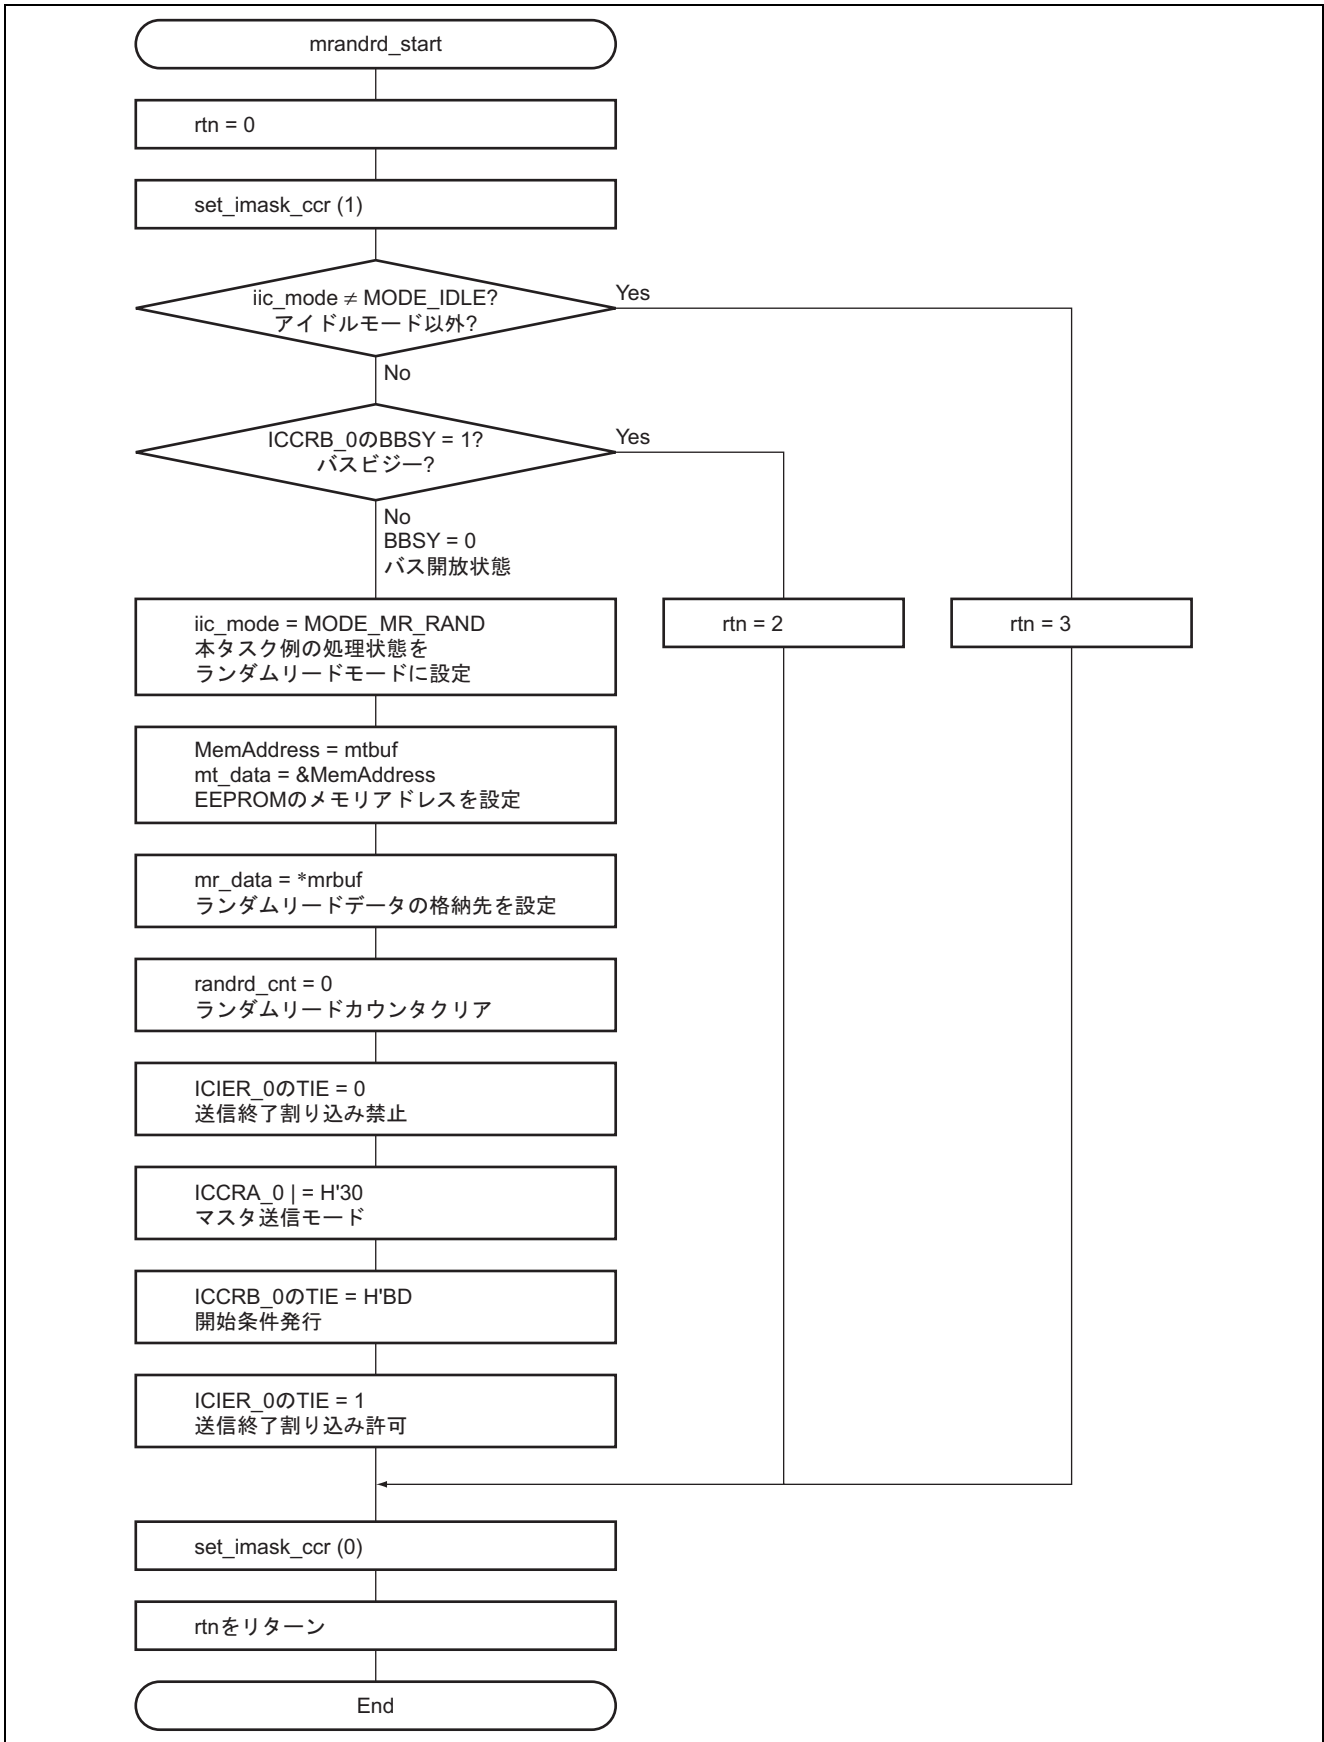 mrandrd_start
rtn = 0
set_imask_ccr (1)
iic_mode ≠ MODE_IDLE?
アイドルモード以外?
Yes
No
ICCRB_0のBBSY = 1?
バスビジー?
Yes
No
BBSY = 0
バス開放状態
iic_mode = MODE_MR_RAND
本タスク例の処理状態を
ランダムリードモードに設定
rtn = 2
rtn = 3
MemAddress = mtbuf
mt_data = &MemAddress
EEPROMのメモリアドレスを設定
mr_data = *mrbuf
ランダムリードデータの格納先を設定
randrd_cnt = 0
ランダムリードカウンタクリア
ICIER_0のTIE = 0
送信終了割り込み禁止
ICCRA_0 | = H'30
マスタ送信モード
ICCRB_0のTIE = H'BD
開始条件発行
ICIER_0のTIE = 1
送信終了割り込み許可
set_imask_ccr (0)
rtnをリターン
End